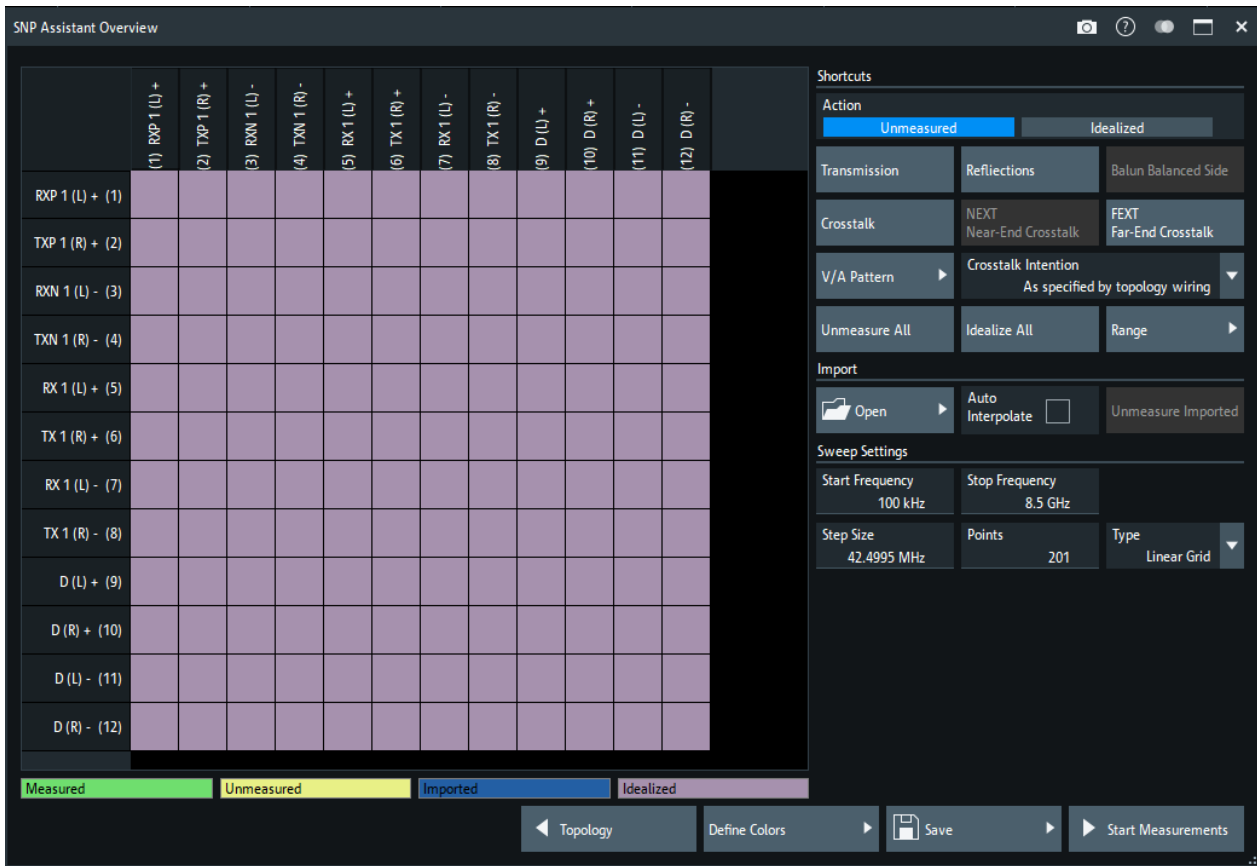 SNP Assistant Overview
(1) RXP 1 (L) +
(2) TXP 1 (R) +
(3) RXN 1 (L) -
(4) TXN 1 (R) -
(5) RX 1 (L) +
(6) TX 1 (R) +
(7) RX 1 (L) -
(8) TX 1 (R) -
(9) D (L) +
(10) D (R) +
(11) D (L) -
(12) D (R) -
RXP 1 (L) + (1)
TXP 1 (R) + (2)
RXN 1 (L) - (3)
TXN 1 (R) - (4)
RX 1 (L) + (5)
TX 1 (R) + (6)
RX 1 (L) - (7)
TX 1 (R) - (8)
D (L) + (9)
D (R) + (10)
D (L) - (11)
D (R) - (12)
Measured
Unmeasured
Imported
Idealized
Shortcuts
Action
Unmeasured
Idealized
Transmission
Refliections
Balun Balanced Side
Crosstalk
NEXT
Near-End Crosstalk
FEXT
Far-End Crosstalk
V/A Pattern
Crosstalk Intention
As specified by topology wiring
Unmeasure All
Idealize All
Range
Import
Open
Auto
Interpolate
Unmeasure Imported
Sweep Settings
Start Frequency
100 kHz
Stop Frequency
8.5 GHz
Step Size
42.4995 MHz
Points
201
Type
Linear Grid
Topology
Define Colors
Save
Start Measurements